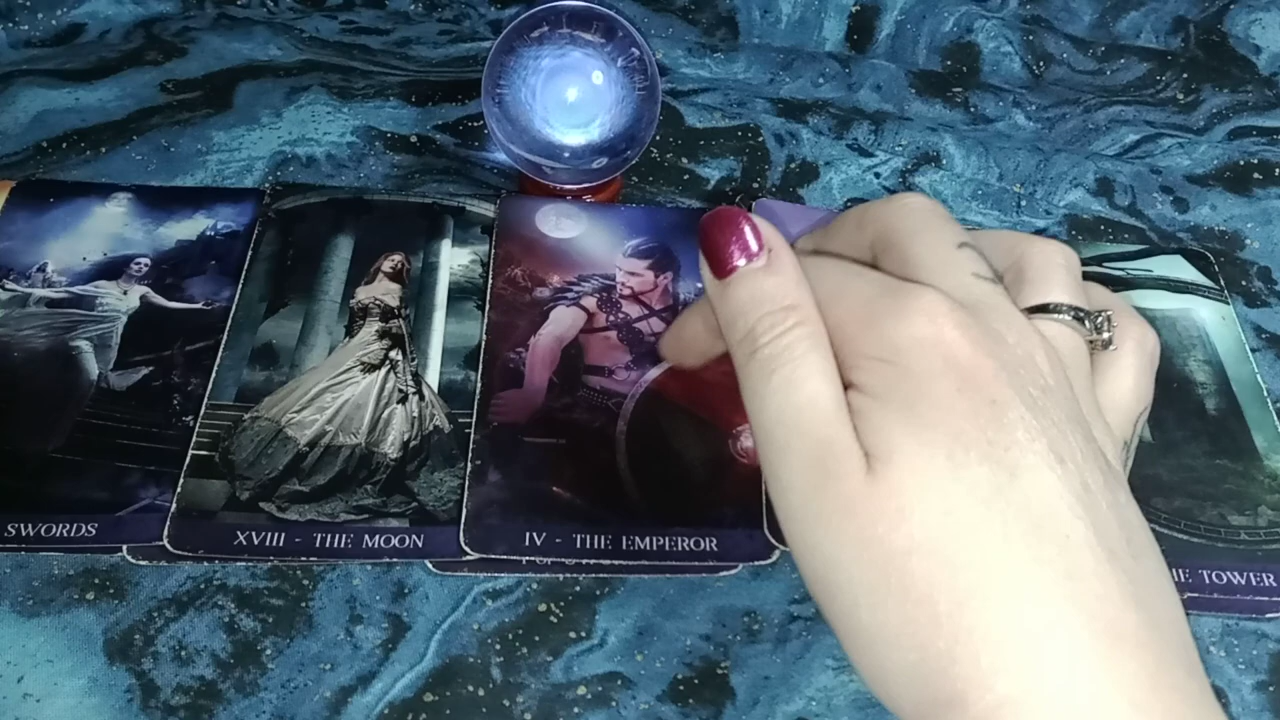 SWORDS
XVIII - THE MOON
IV - THE EMPEROR
HE TOWER